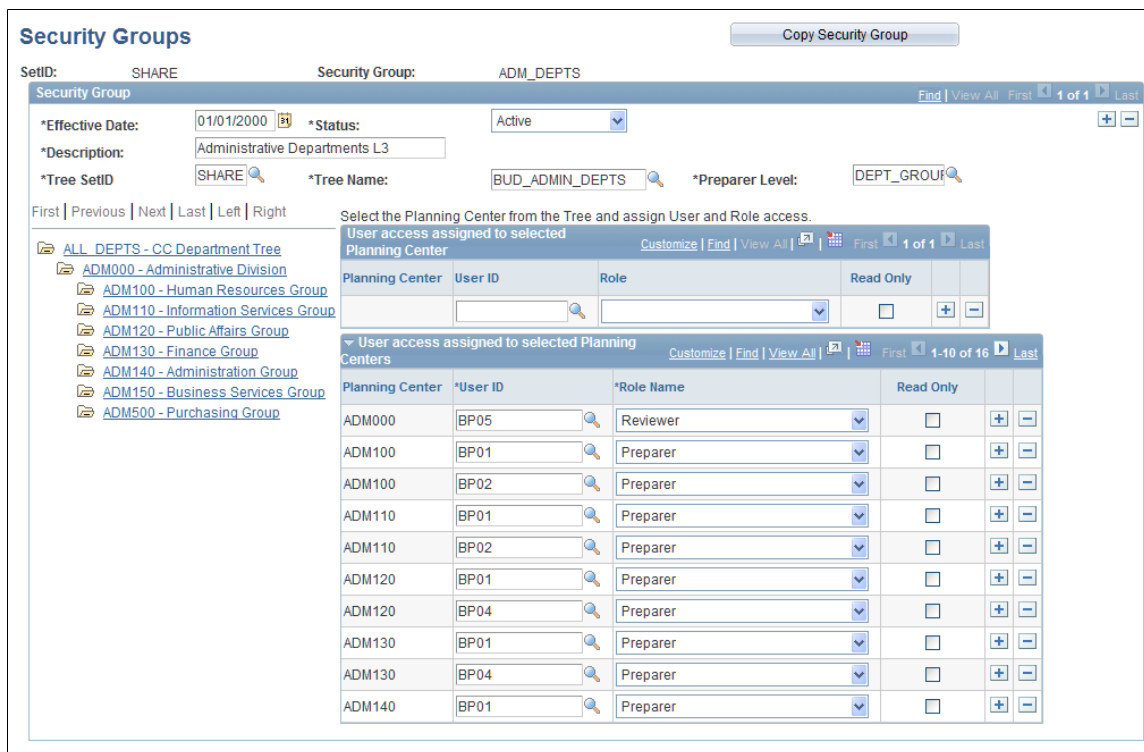 Security Groups
Copy Security Group
SetID: SHARE Security Group: ADM_DEPTS
Security Group Find | View All First 1 of 1 Last
*Effective Date: 01/01/2000 31 *Status: Active
*Description: Administrative Departments L3
*Tree SetID SHARE *Tree Name: BUD_ADMIN_DEPTS *Preparer Level: DEPT_GROUP
First | Previous | Next | Last | Left | Right
ALL_DEPTS - CC Department Tree
ADM000 - Administrative Division
ADM100 - Human Resources Group
ADM110 - Information Services Group
ADM120 - Public Affairs Group
ADM130 - Finance Group
ADM140 - Administration Group
ADM150 - Business Services Group
ADM500 - Purchasing Group
Select the Planning Center from the Tree and assign User and Role access.
User access assigned to selected
Planning Center
Customize | Find | View All | First 1 of 1 Last
Planning Center User ID Role Read Only
User access assigned to selected Planning
Centers
Customize | Find | View All | First 1-10 of 16 Last
Planning Center *User ID *Role Name Read Only
ADM000 BP05 Reviewer
ADM100 BP01 Preparer
ADM100 BP02 Preparer
ADM110 BP01 Preparer
ADM110 BP02 Preparer
ADM120 BP01 Preparer
ADM120 BP04 Preparer
ADM130 BP01 Preparer
ADM130 BP04 Preparer
ADM140 BP01 Preparer